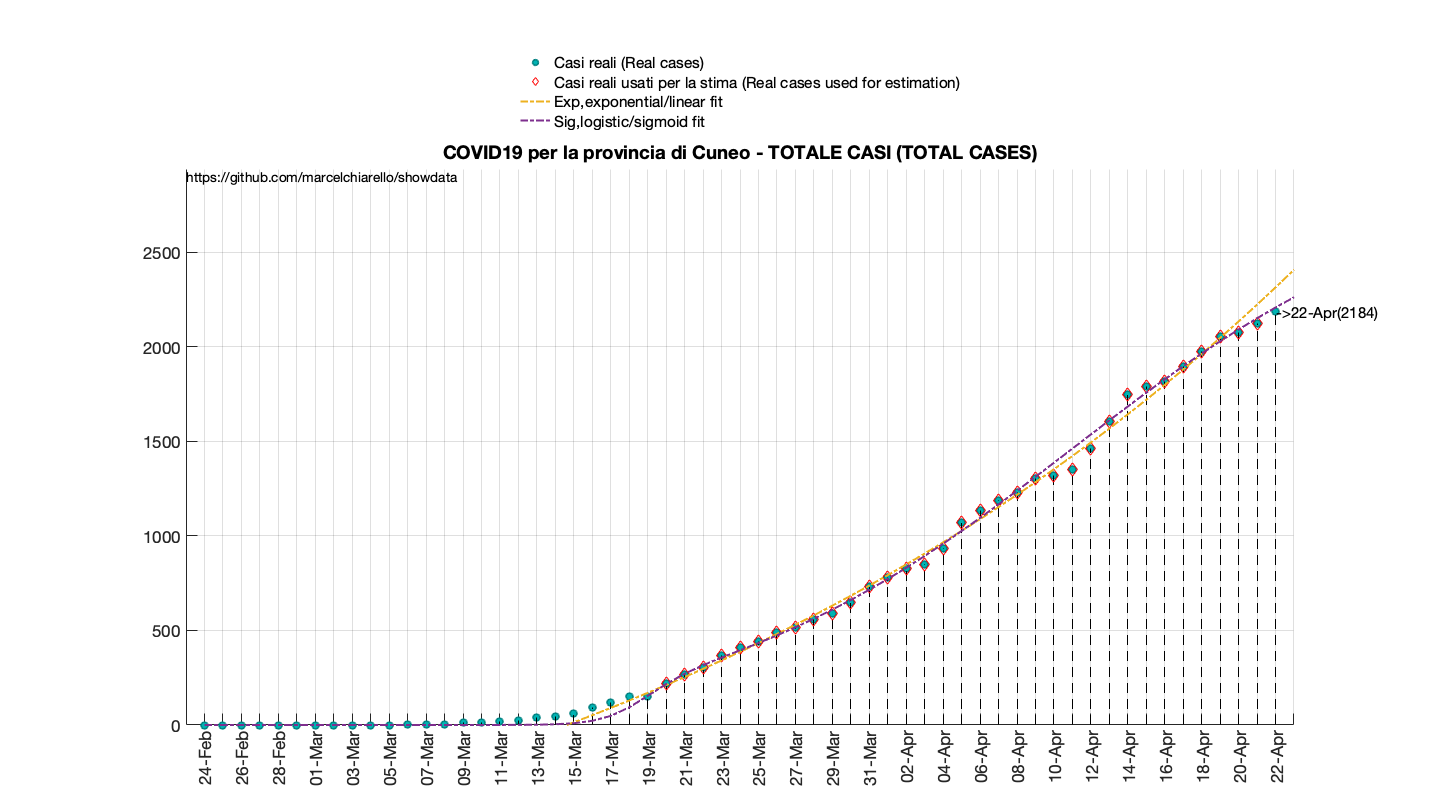 Casi reali (Real cases)
Casi reali usati per la stima (Real cases used for estimation)
Exp,exponential/linear fit
Sig,logistic/sigmoid fit
COVID19 per la provincia di Cuneo - TOTALE CASI (TOTAL CASES)
https://github.com/marcelchiarello/showdata
2500
2000
1500
1000
500
0
->22-Apr(2184)
24-Feb
26-Feb
28-Feb
01-Mar
03-Mar
05-Mar
07-Mar
09-Mar
11-Mar
13-Mar
15-Mar
17-Mar
19-Mar
21-Mar
23-Mar
25-Mar
27-Mar
29-Mar
31-Mar
02-Apr
04-Apr
06-Apr
08-Apr
10-Apr
12-Apr
14-Apr
16-Apr
18-Apr
20-Apr
22-Apr